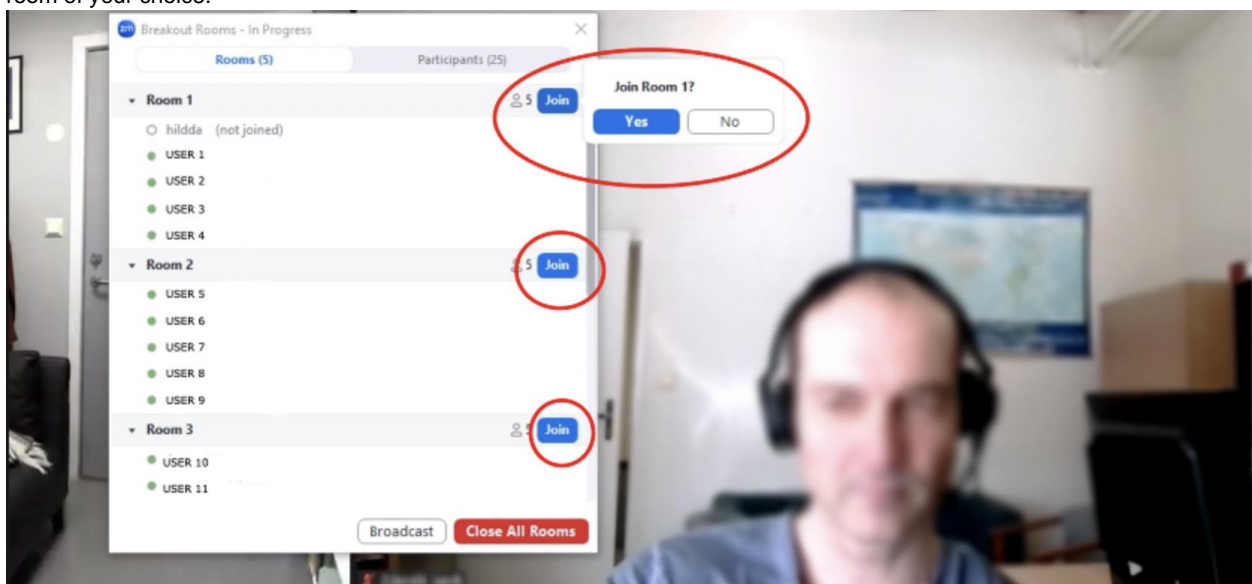 room of your choice:
zm Breakout Rooms - In Progress
Rooms (5) Participants (25)
Room 1 5 Join
Join Room 1?
Yes No
hildda (not joined)
USER 1
USER 2
USER 3
USER 4
Room 2 5 Join
USER 5
USER 6
USER 7
USER 8
USER 9
Room 3 5 Join
USER 10
USER 11
Broadcast Close All Rooms